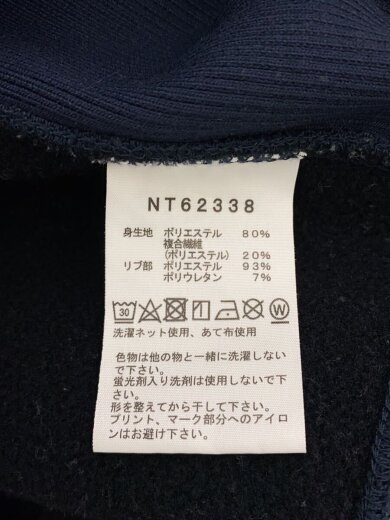 NT62338
身生地 ポリエステル 80%
複合繊維
(ポリエステル) 20%
リブ部 ポリエステル 93%
ポリウレタン 7%
30 W
洗濯ネット使用、あて布使用
色物は他の物と一緒に洗濯しない
で下さい。
蛍光剤入り洗剤は使用しないで下
さい。
形を整えてから干して下さい。
プリント、マーク部分へのアイロ
ンはお避け下さい。